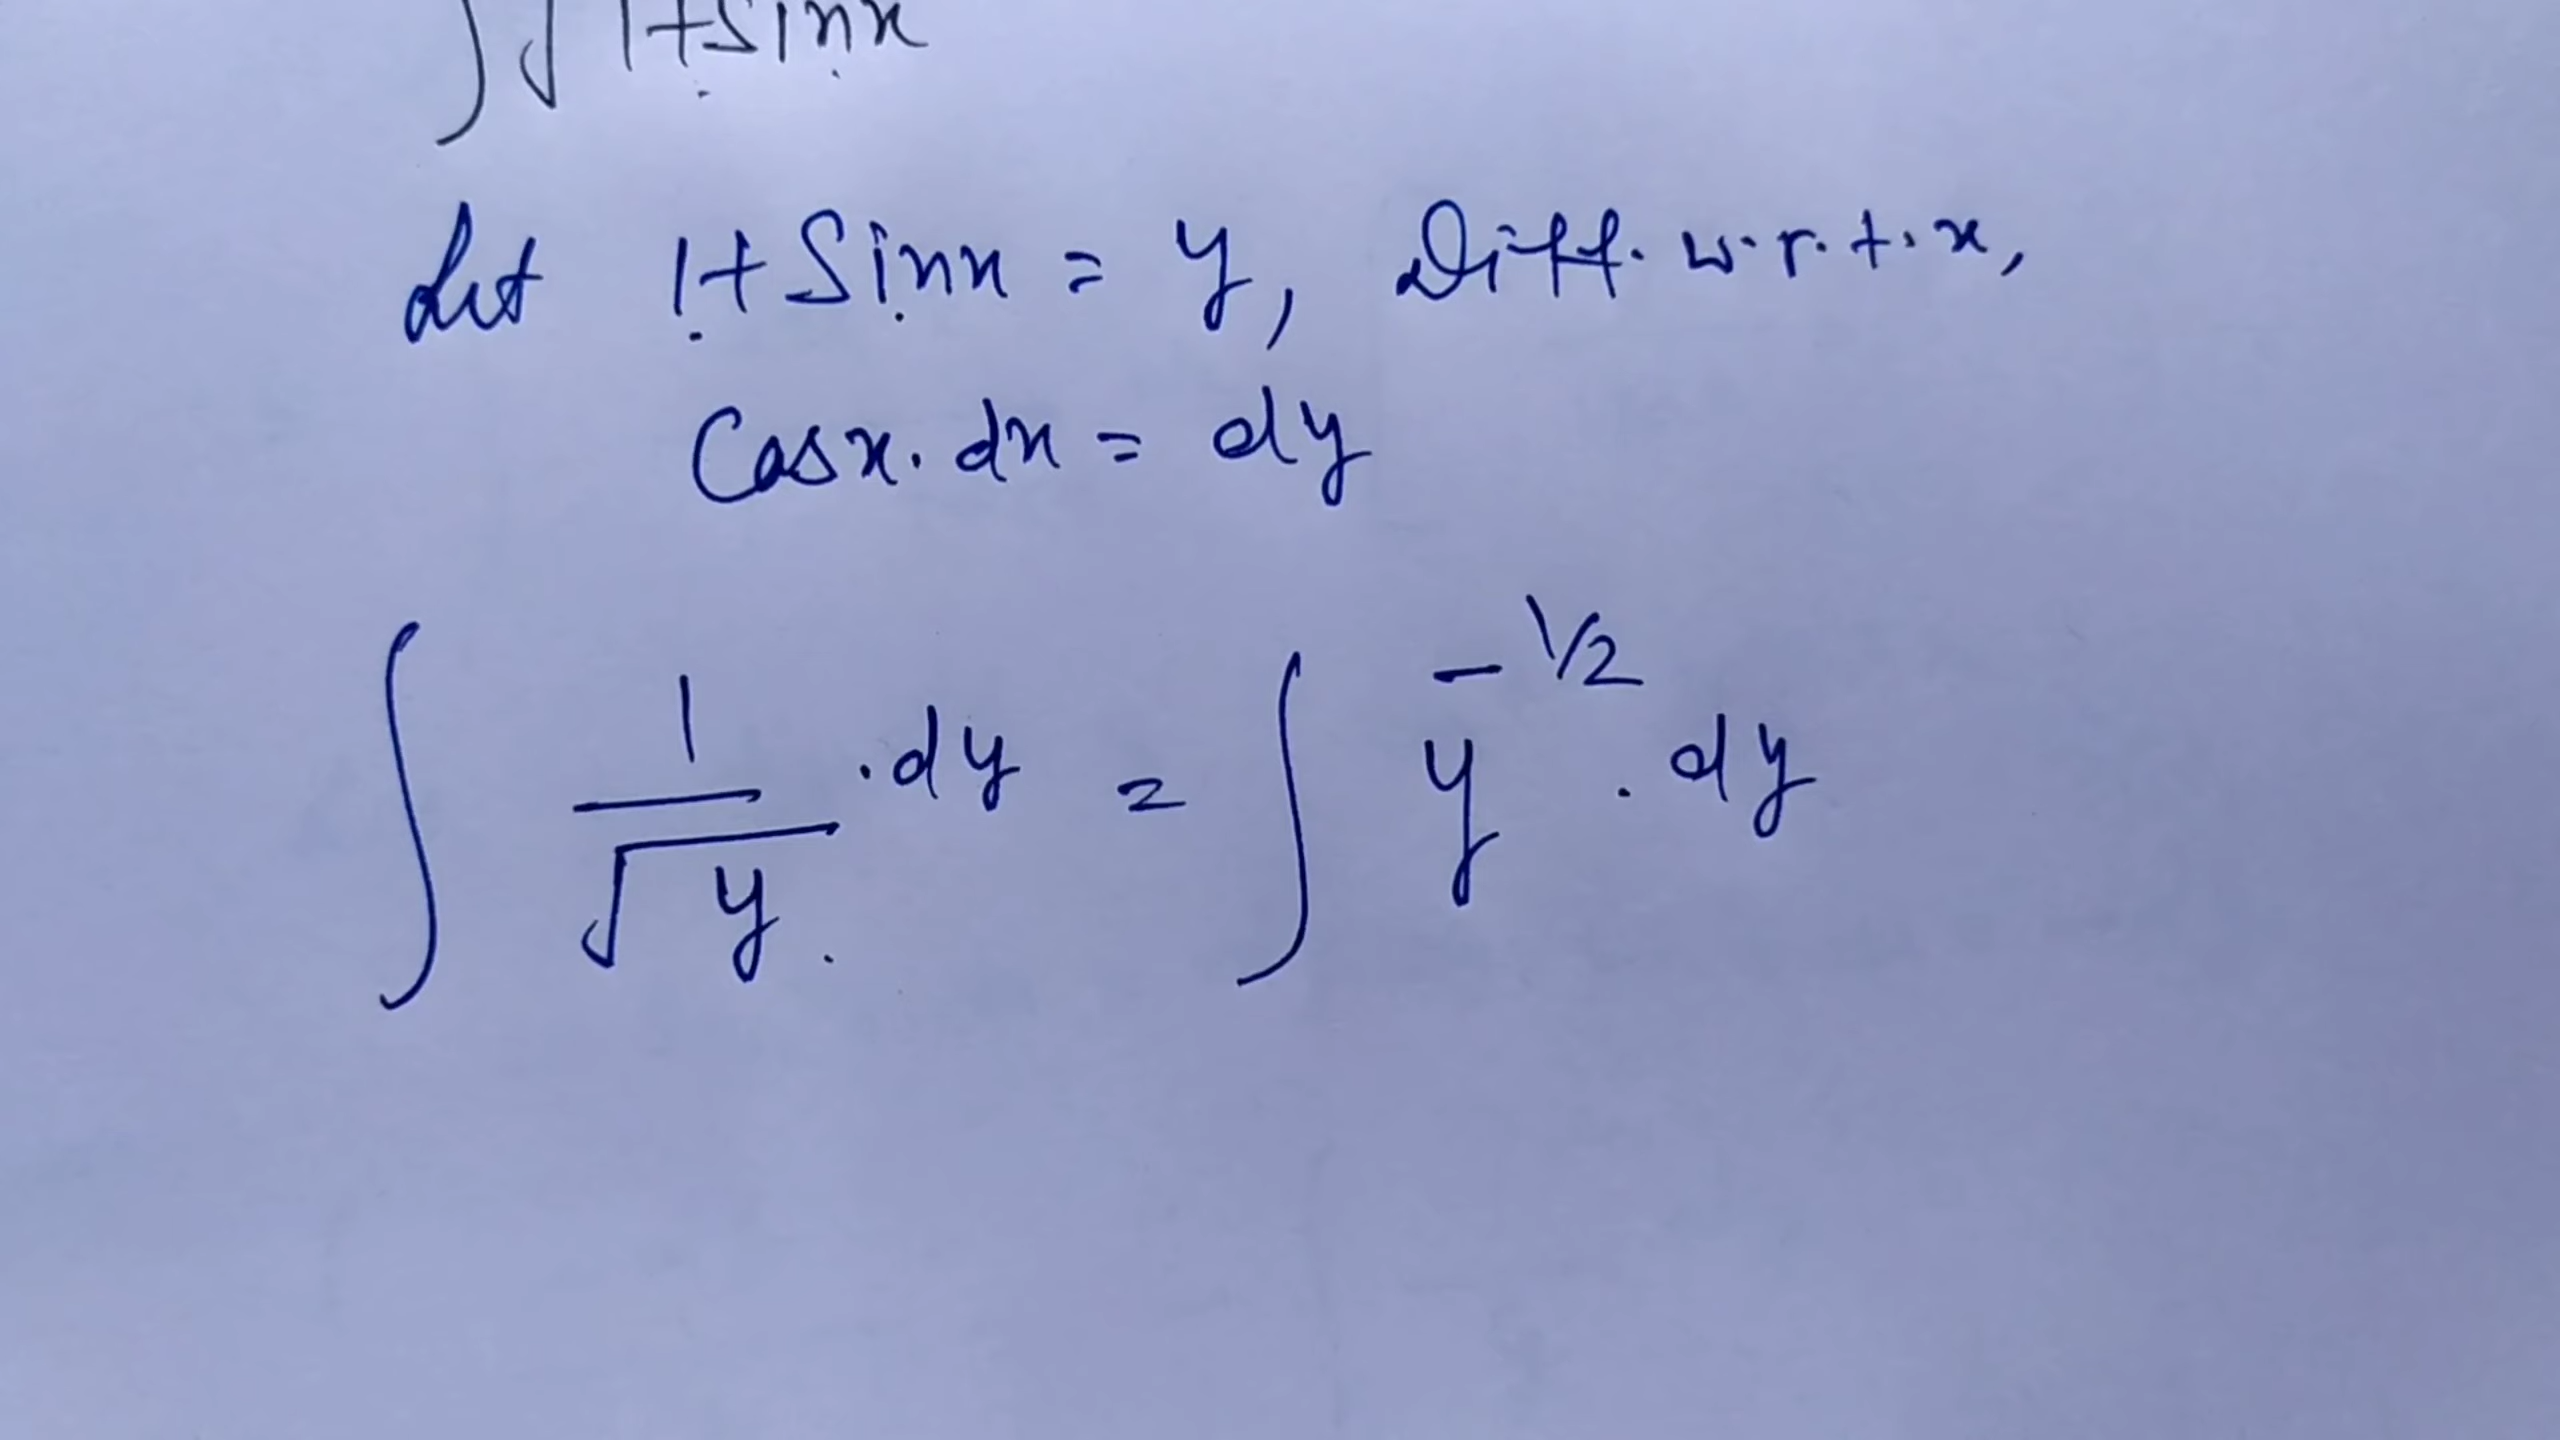 ∫ √1+sinx
Let 1+Sinx = y, Diff. w.r.t.x,
Cosx.dx = dy
∫ 1/√y .dy = ∫ y^-1/2 .dy